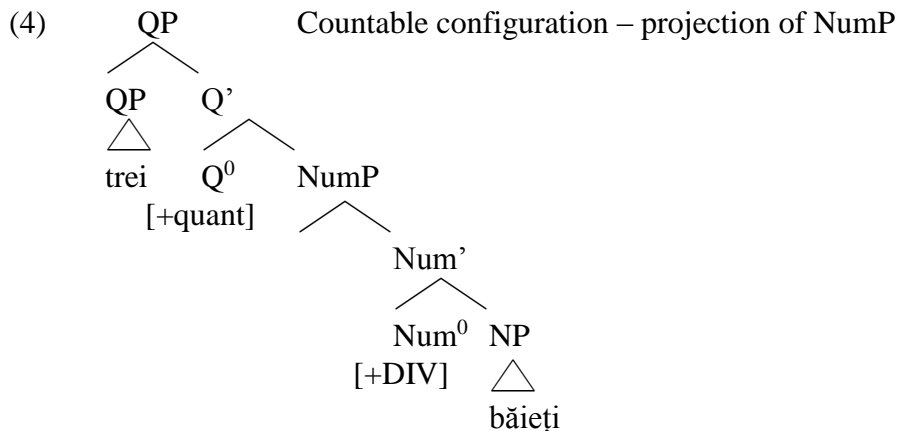 (4) QP Countable configuration – projection of NumP
QP Q’
trei Q⁰ NumP
[+quant]
Num’
Num⁰ NP
[+DIV]
băieți